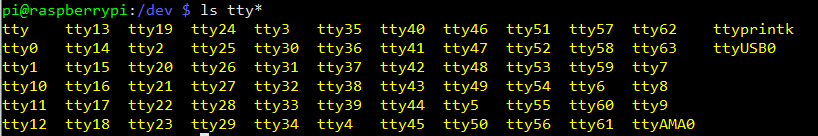 pi@raspberrypi:/dev $ ls tty*
tty    tty13  tty19  tty24  tty3   tty35  tty40  tty46  tty51  tty57  tty62    ttyprintk
tty0   tty14  tty2   tty25  tty30  tty36  tty41  tty47  tty52  tty58  tty63    ttyUSB0
tty1   tty15  tty20  tty26  tty31  tty37  tty42  tty48  tty53  tty59  tty7
tty10  tty16  tty21  tty27  tty32  tty38  tty43  tty49  tty54  tty6   tty8
tty11  tty17  tty22  tty28  tty33  tty39  tty44  tty5   tty55  tty60  tty9
tty12  tty18  tty23  tty29  tty34  tty4   tty45  tty50  tty56  tty61  ttyAMA0